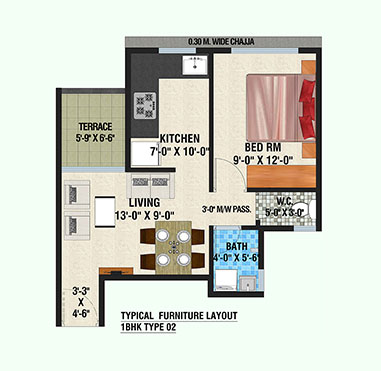 0.30 M. WIDE CHAJJA
TERRACE
5'-9" X 6'-6"
KITCHEN
7'-0" X 10'-0"
BED RM
9'-0" X 12'-0"
LIVING
13'-0" X 9'-0"
3'-0" M/W PASS.
W.C.
5'-0" X 3'-0"
BATH
4'-0" X 5'-6"
3'-3"
X
4'-6"
TYPICAL FURNITURE LAYOUT
1BHK TYPE 02